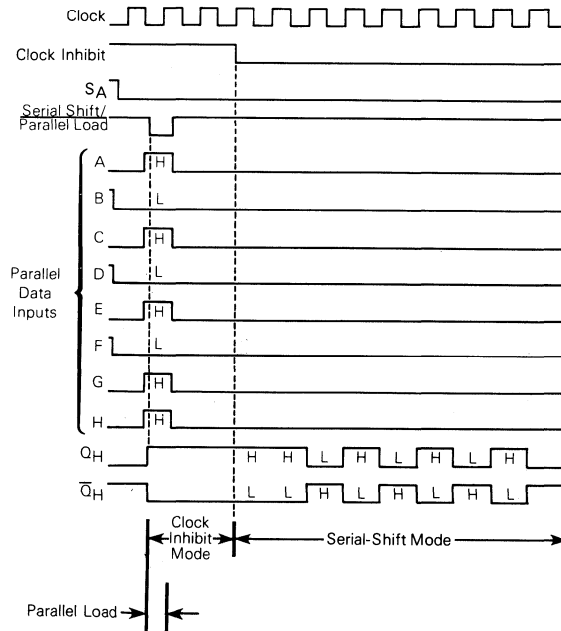 Clock
Clock Inhibit
SA
Serial Shift/
Parallel Load
A H
B L
C H
D L
E H
F L
G H
H H
Parallel
Data
Inputs
QH H H L H L H L H
Q̅H L L H L H L H L
Clock
Inhibit
Mode
Serial-Shift Mode
Parallel Load